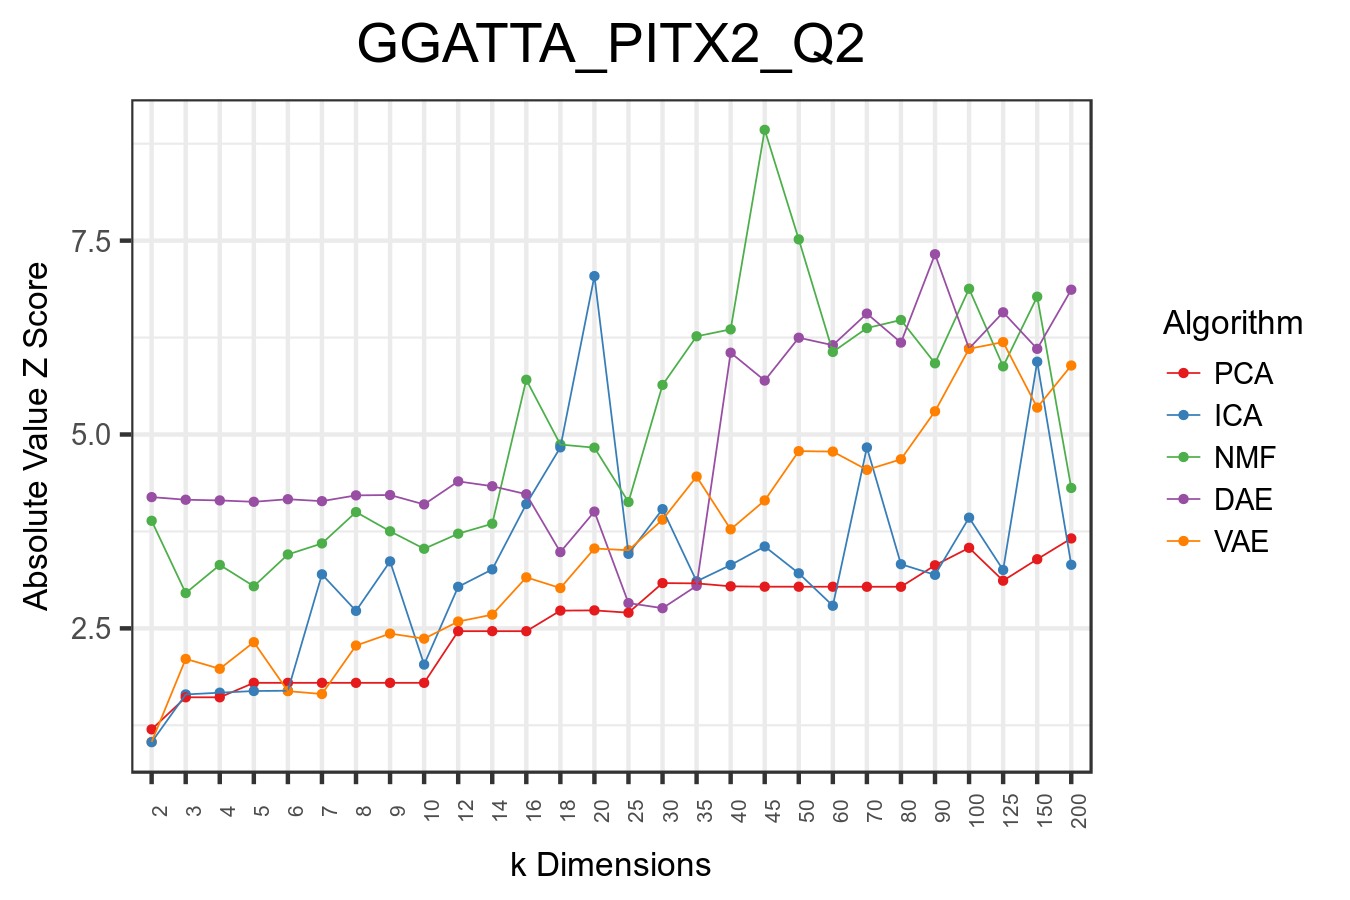 GGATTA_PITX2_Q2
Absolute Value Z Score
7.5
5.0
2.5
2 3 4 5 6 7 8 9 10 12 14 16 18 20 25 30 35 40 45 50 60 70 80 90 100 125 150 200
k Dimensions
Algorithm
PCA
ICA
NMF
DAE
VAE